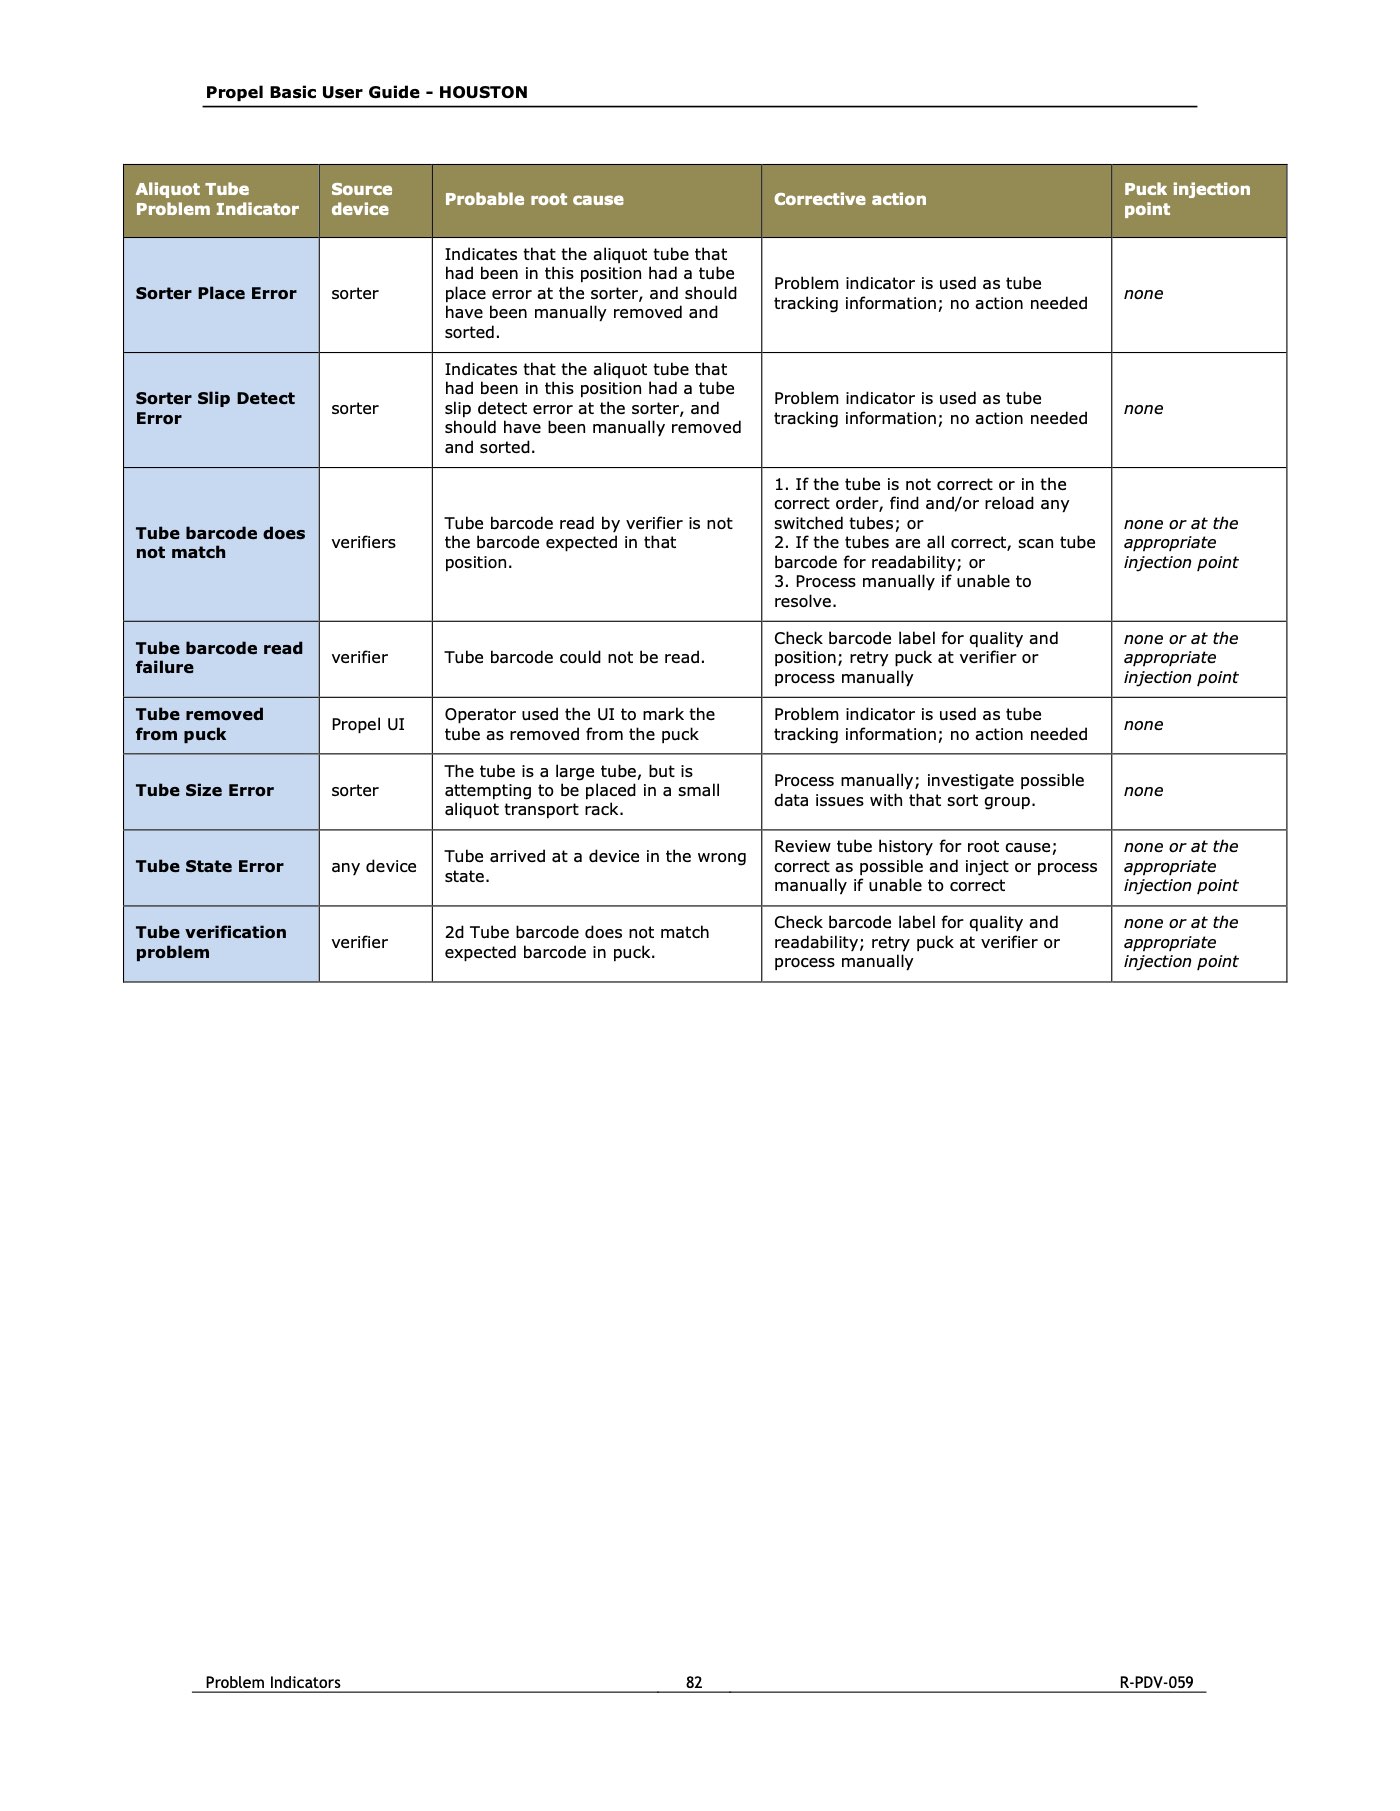 Propel Basic User Guide - HOUSTON
Aliquot Tube
Problem Indicator
Source
device
Probable root cause
Corrective action
Puck injection
point
Sorter Place Error
sorter
Indicates that the aliquot tube that
had been in this position had a tube
place error at the sorter, and should
have been manually removed and
sorted.
Problem indicator is used as tube
tracking information; no action needed
none
Sorter Slip Detect
Error
sorter
Indicates that the aliquot tube that
had been in this position had a tube
slip detect error at the sorter, and
should have been manually removed
and sorted.
Problem indicator is used as tube
tracking information; no action needed
none
Tube barcode does
not match
verifiers
Tube barcode read by verifier is not
the barcode expected in that
position.
1. If the tube is not correct or in the
correct order, find and/or reload any
switched tubes; or
2. If the tubes are all correct, scan tube
barcode for readability; or
3. Process manually if unable to
resolve.
none or at the
appropriate
injection point
Tube barcode read
failure
verifier
Tube barcode could not be read.
Check barcode label for quality and
position; retry puck at verifier or
process manually
none or at the
appropriate
injection point
Tube removed
from puck
Propel UI
Operator used the UI to mark the
tube as removed from the puck
Problem indicator is used as tube
tracking information; no action needed
none
Tube Size Error
sorter
The tube is a large tube, but is
attempting to be placed in a small
aliquot transport rack.
Process manually; investigate possible
data issues with that sort group.
none
Tube State Error
any device
Tube arrived at a device in the wrong
state.
Review tube history for root cause;
correct as possible and inject or process
manually if unable to correct
none or at the
appropriate
injection point
Tube verification
problem
verifier
2d Tube barcode does not match
expected barcode in puck.
Check barcode label for quality and
readability; retry puck at verifier or
process manually
none or at the
appropriate
injection point
Problem Indicators
82
R-PDV-059